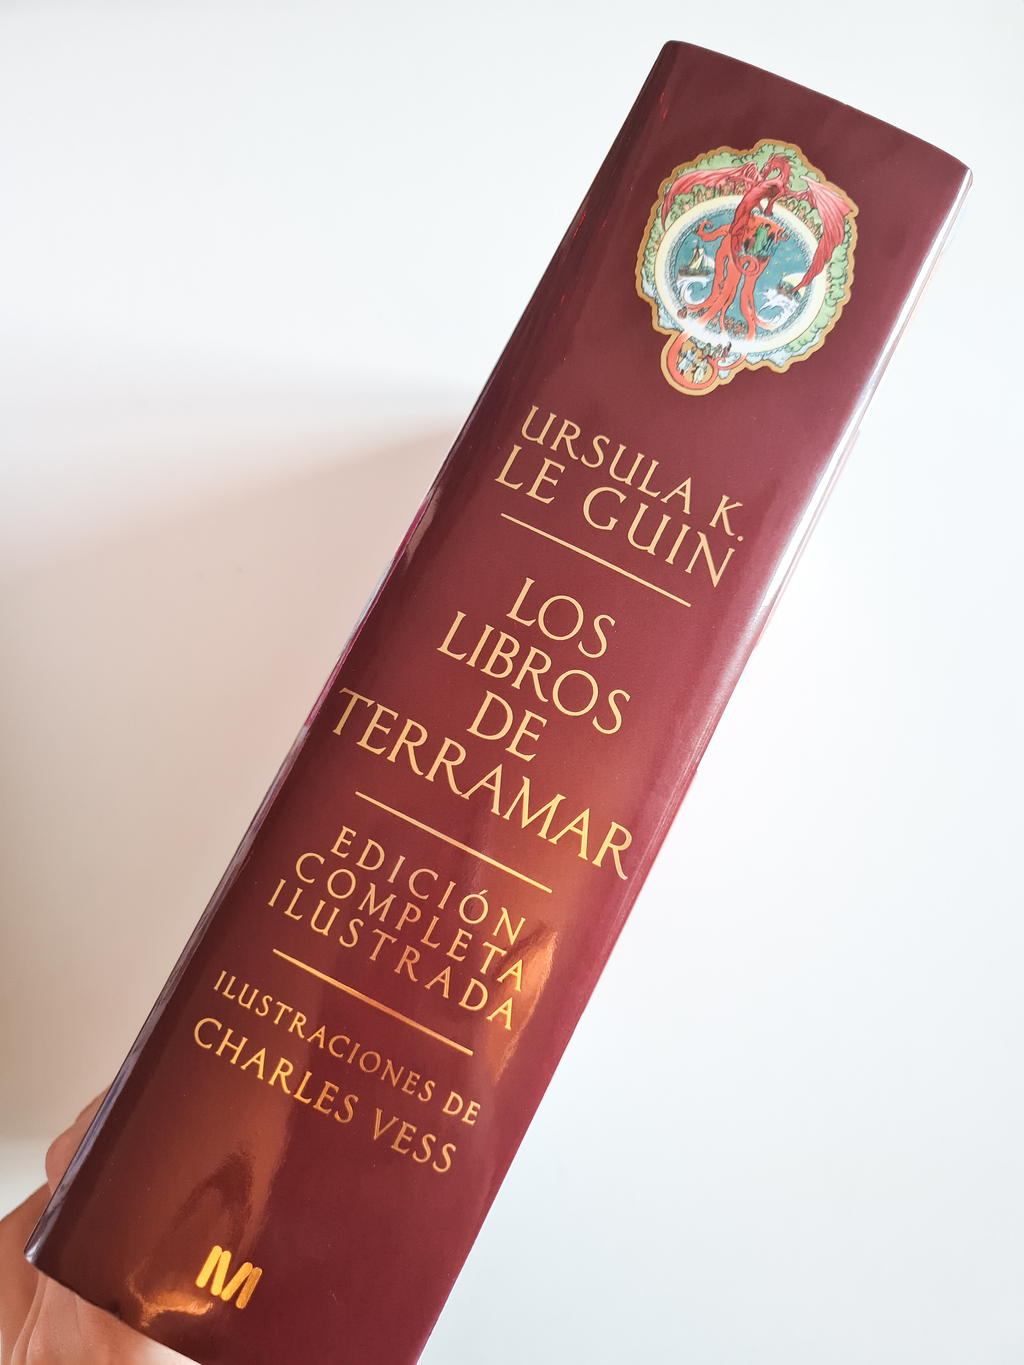 URSULA K.
LE GUIN
LOS
LIBROS
DE
TERRAMAR
EDICIÓN
COMPLETA
ILUSTRADA
ILUSTRACIONES DE
CHARLES VESS
M